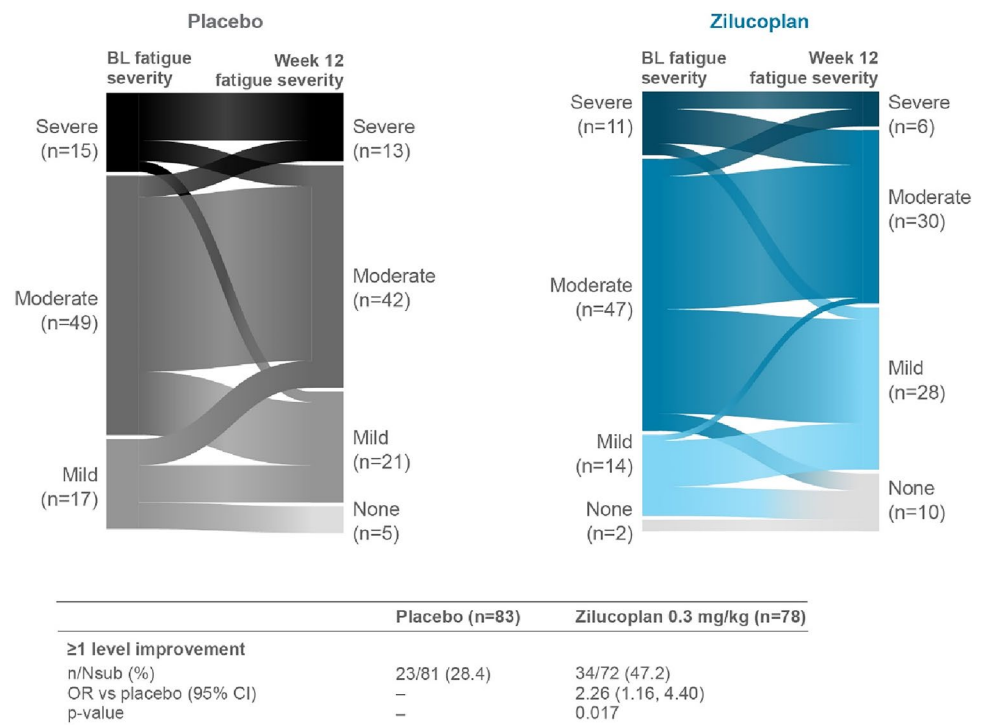 Placebo
BL fatigue
severity
Week 12
fatigue severity
Severe
(n=15)
Moderate
(n=49)
Mild
(n=17)
Severe
(n=13)
Moderate
(n=42)
Mild
(n=21)
None
(n=5)
Zilucoplan
BL fatigue
severity
Week 12
fatigue severity
Severe
(n=11)
Moderate
(n=47)
Mild
(n=14)
None
(n=2)
Severe
(n=6)
Moderate
(n=30)
Mild
(n=28)
None
(n=10)
Placebo (n=83) Zilucoplan 0.3 mg/kg (n=78)
≥1 level improvement
n/Nsub (%) 23/81 (28.4) 34/72 (47.2)
OR vs placebo (95% CI) – 2.26 (1.16, 4.40)
p-value – 0.017